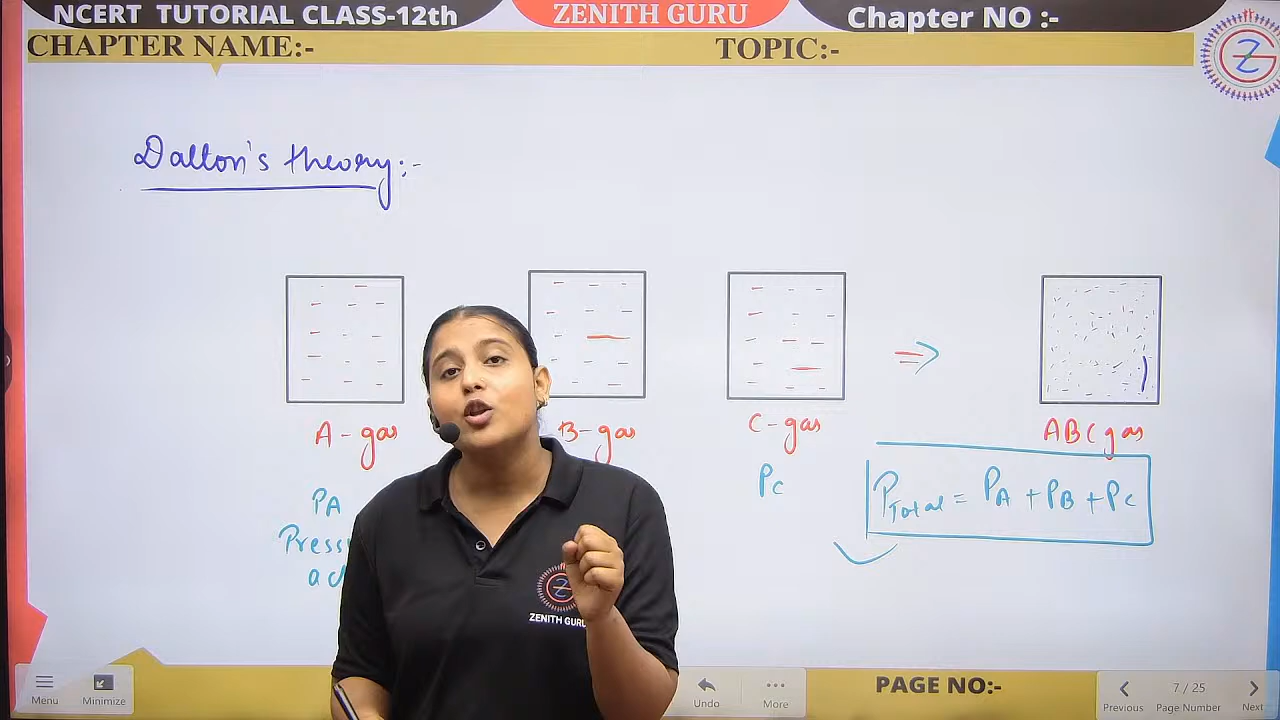 NCERT TUTORIAL CLASS-12th
ZENITH GURU
Chapter NO :-
CHAPTER NAME:-
TOPIC:-
Dalton's theory:-
A-gas
B-gas
C-gas
ABC gas
PA
PC
PTotal = PA + PB + PC
ZENITH GURU
Menu
Minimize
Undo
More
PAGE NO:-
Previous
7 / 25
Page Number
Next